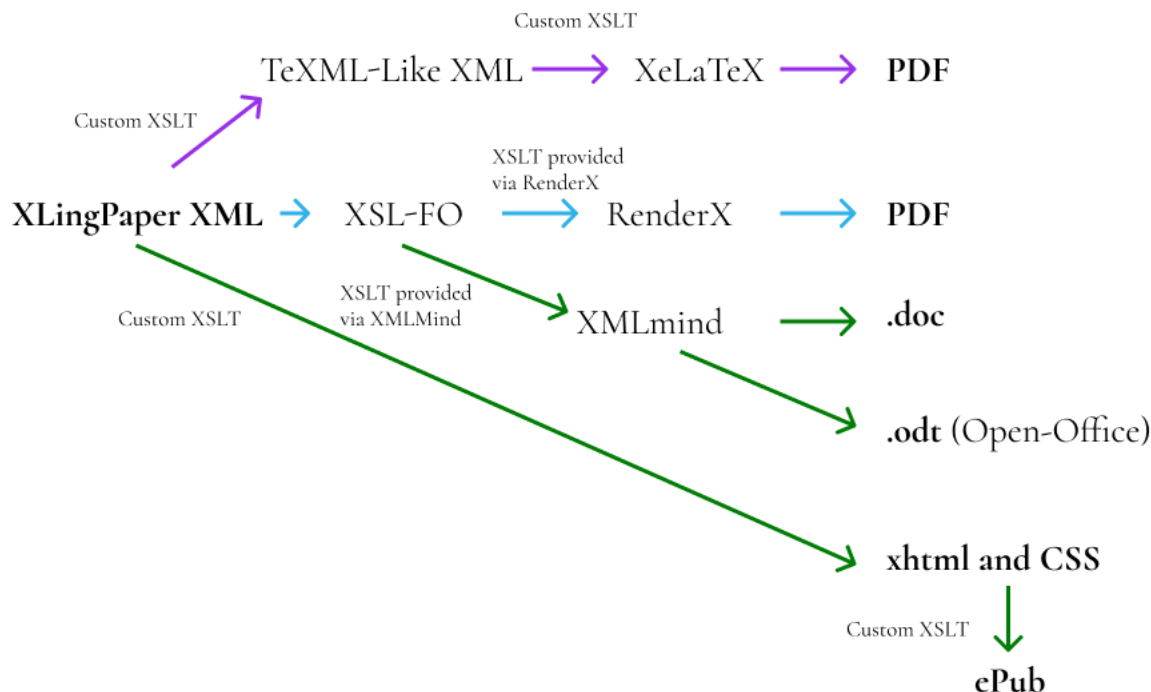 Custom XSLT
TeXML-Like XML
XeLaTeX
PDF
Custom XSLT
XSLT provided
via RenderX
XLingPaper XML
XSL-FO
RenderX
PDF
Custom XSLT
XSLT provided
via XMLMind
XMLmind
.doc
.odt (Open-Office)
xhtml and CSS
Custom XSLT
ePub